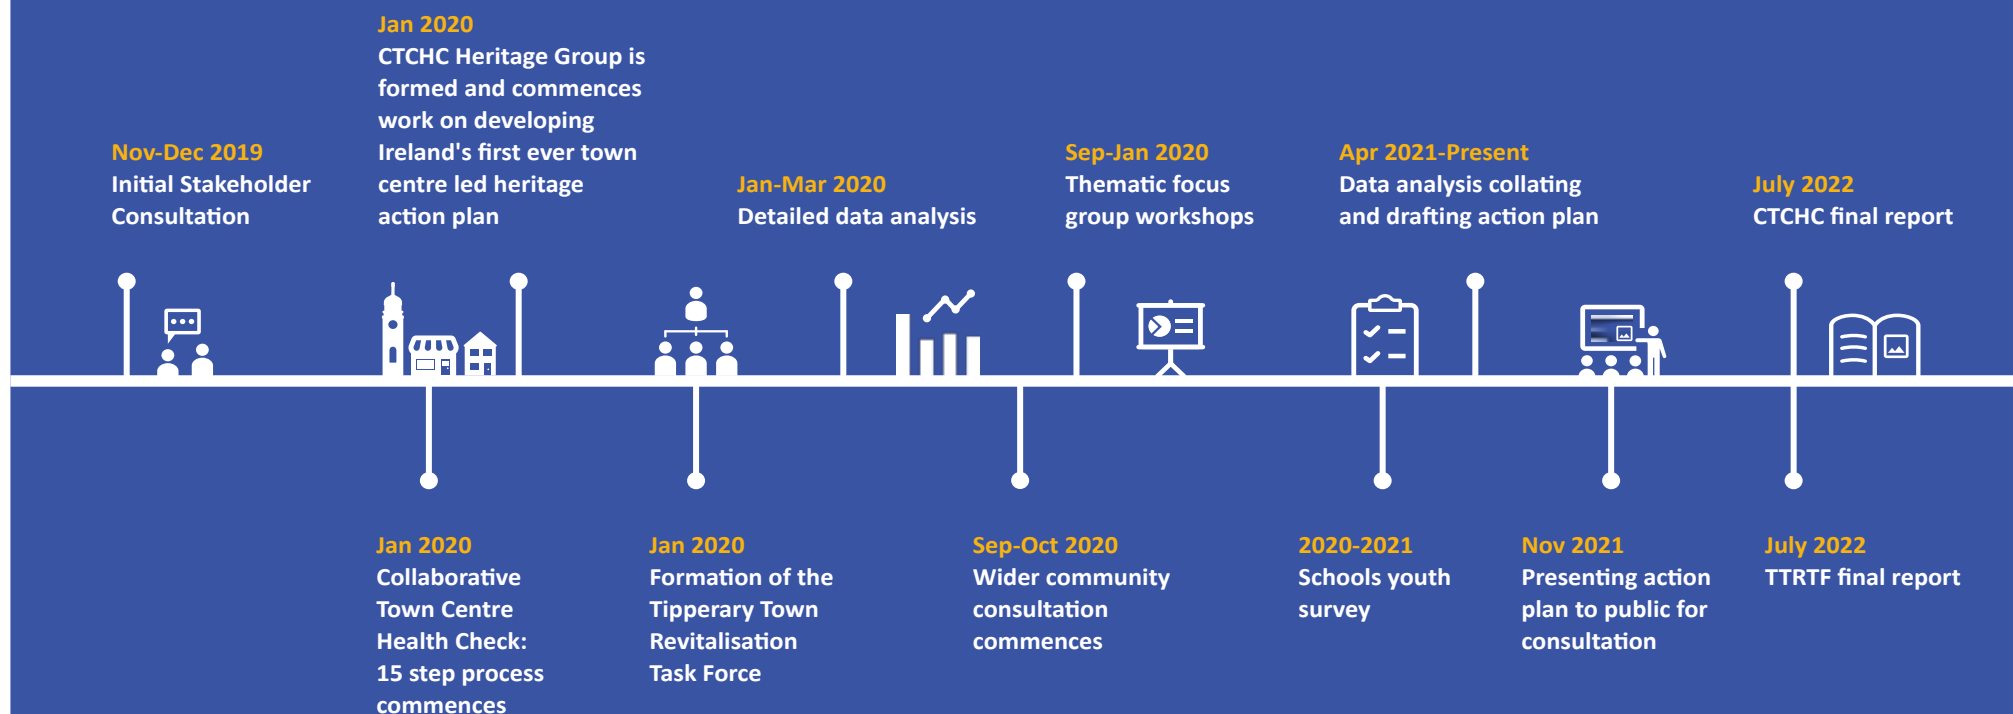 Nov-Dec 2019
Initial Stakeholder
Consultation
Jan 2020
CTCHC Heritage Group is
formed and commences
work on developing
Ireland's first ever town
centre led heritage
action plan
Jan-Mar 2020
Detailed data analysis
Sep-Jan 2020
Thematic focus
group workshops
Apr 2021-Present
Data analysis collating
and drafting action plan
July 2022
CTCHC final report
Jan 2020
Collaborative
Town Centre
Health Check:
15 step process
commences
Jan 2020
Formation of the
Tipperary Town
Revitalisation
Task Force
Sep-Oct 2020
Wider community
consultation
commences
2020-2021
Schools youth
survey
Nov 2021
Presenting action
plan to public for
consultation
July 2022
TTRTF final report